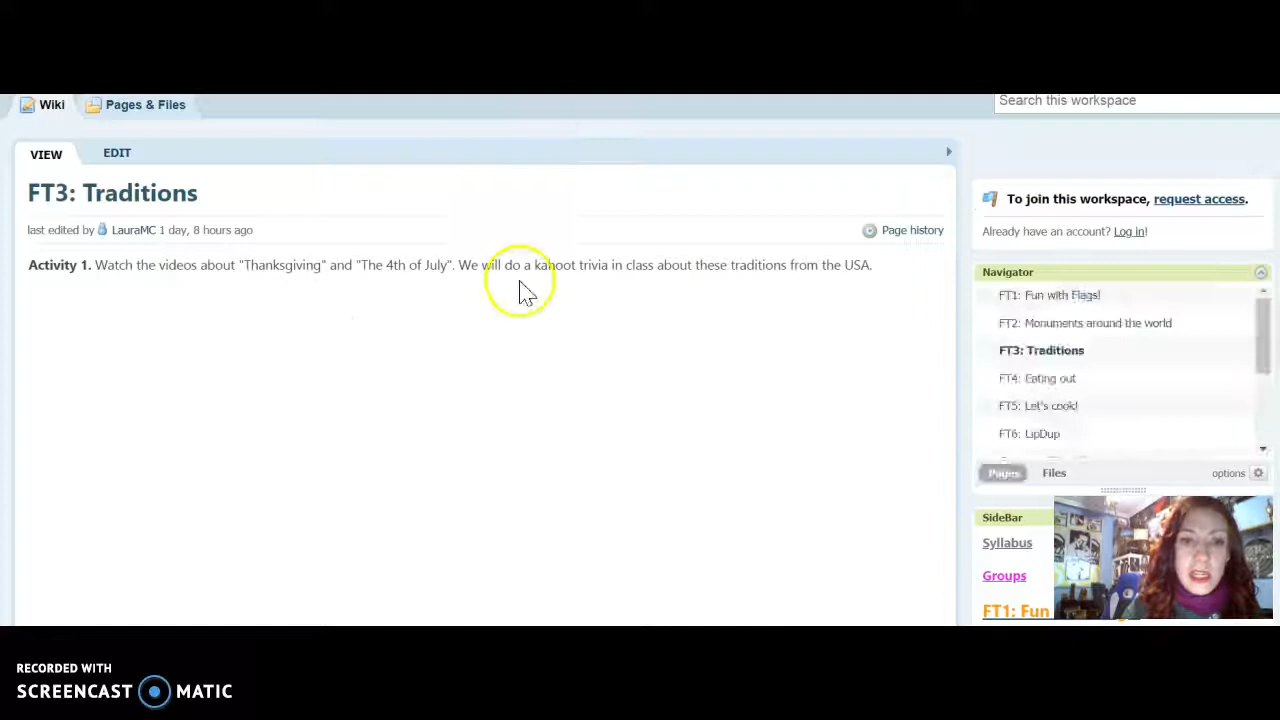 Wiki
Pages & Files
Search this workspace
VIEW
EDIT
FT3: Traditions
last edited by LauraMC 1 day, 8 hours ago
Page history
Activity 1. Watch the videos about "Thanksgiving" and "The 4th of July". We will do a kahoot trivia in class about these traditions from the USA.
To join this workspace, request access.
Already have an account? Log in!
Navigator
FT1: Fun with Flags!
FT2: Monuments around the world
FT3: Traditions
FT4: Eating out
FT5: Let's cook!
FT6: LipDup
Pages
Files
options
SideBar
Syllabus
Groups
FT1: Fun
RECORDED WITH
SCREENCAST MATIC